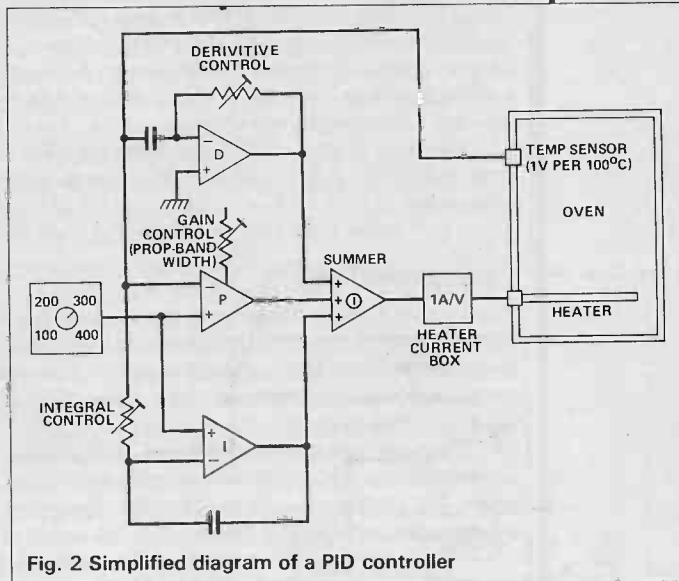 DERIVITIVE
CONTROL
D
GAIN
CONTROL
(PROP-BAND
WIDTH)
P
SUMMER
TEMP SENSOR
(1V PER 100°C)
OVEN
200 300
100 400
1A/V
HEATER
CURRENT
BOX
HEATER
INTEGRAL
CONTROL
I
Fig. 2 Simplified diagram of a PID controller